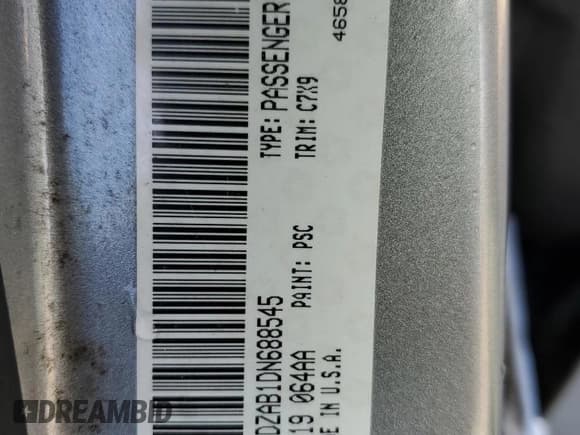 DZAB1DN688545 TYPE: PASSENGER
19 064AA PAINT: PSC TRIM: C7X9
E IN U.S.A. 4658
DREAMBID